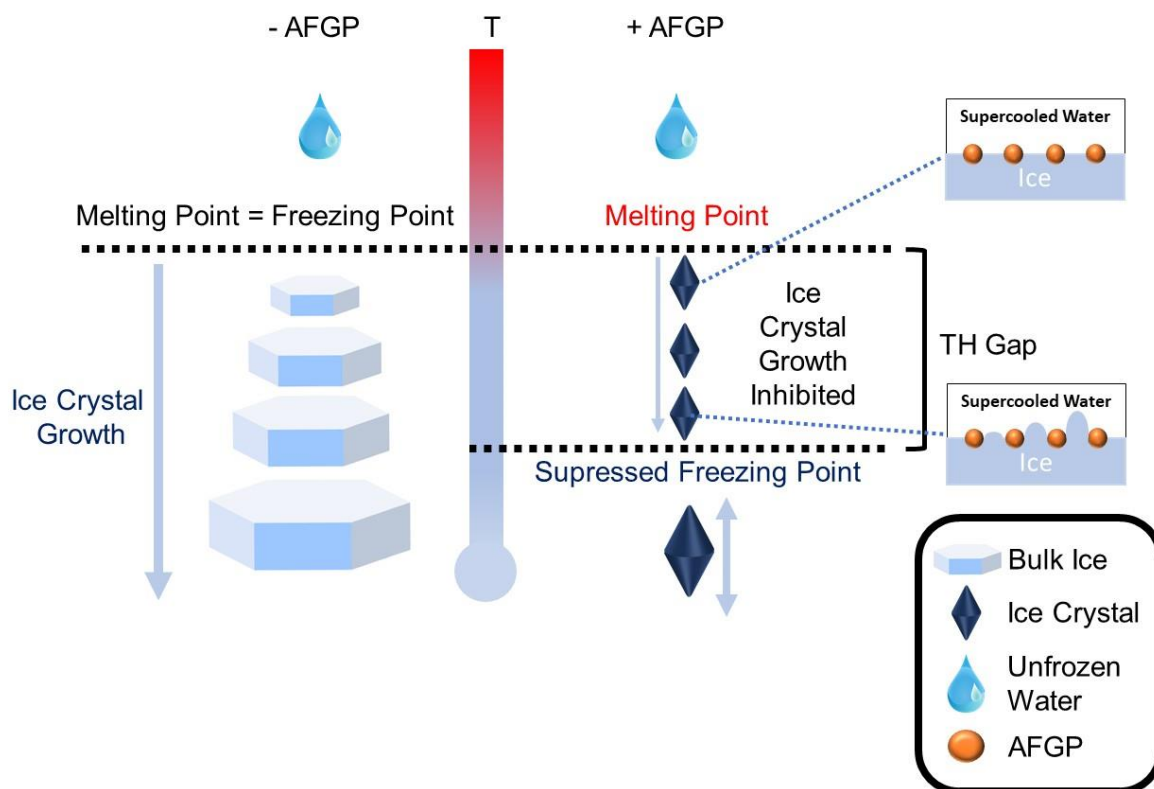 - AFGP
T
+ AFGP
Melting Point = Freezing Point
Melting Point
Supercooled Water
Ice
Ice Crystal
Growth
Ice
Crystal
Growth
Inhibited
TH Gap
Supercooled Water
Ice
Supressed Freezing Point
Bulk Ice
Ice Crystal
Unfrozen
Water
AFGP